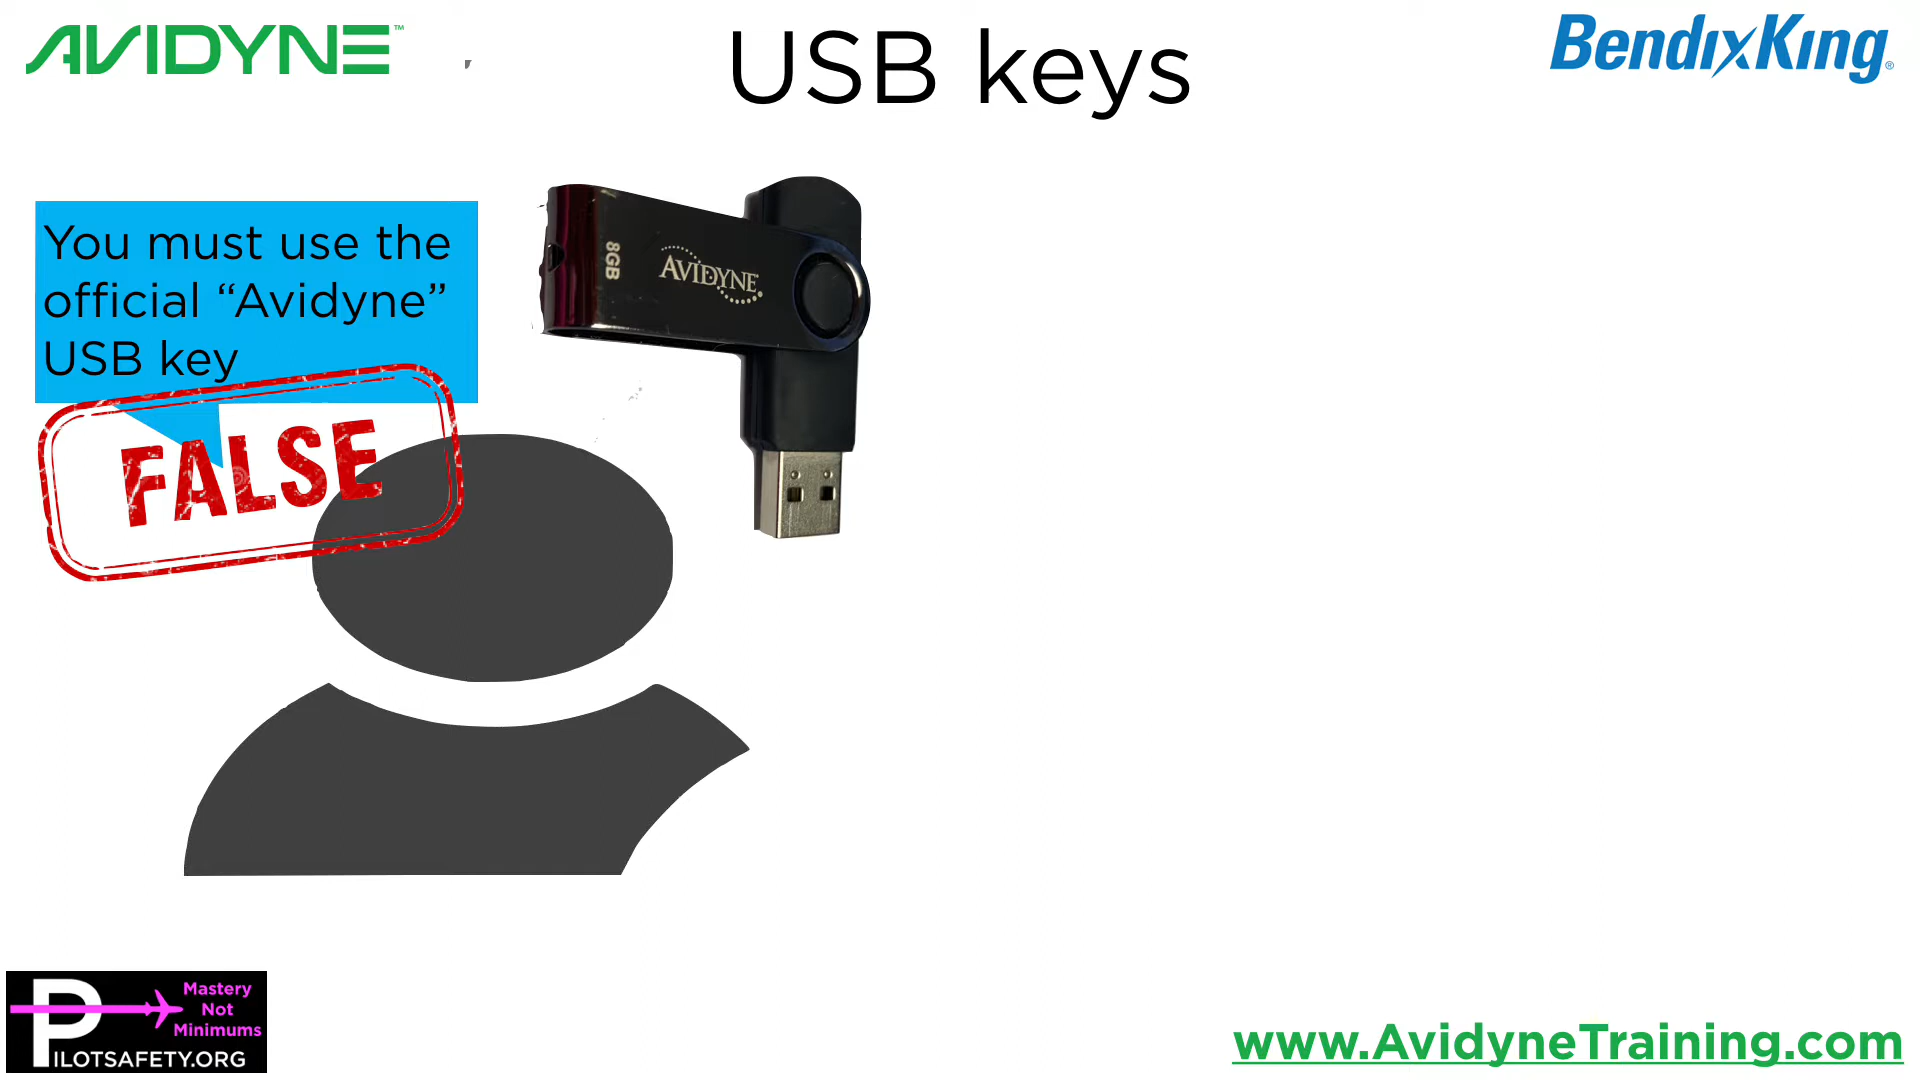 AVIDYNE™
USB keys
BendixKing®
You must use the
official “Avidyne”
USB key
FALSE
8GB
AVIDYNE
Mastery
Not
Minimums
PILOTSAFETY.ORG
www.AvidyneTraining.com